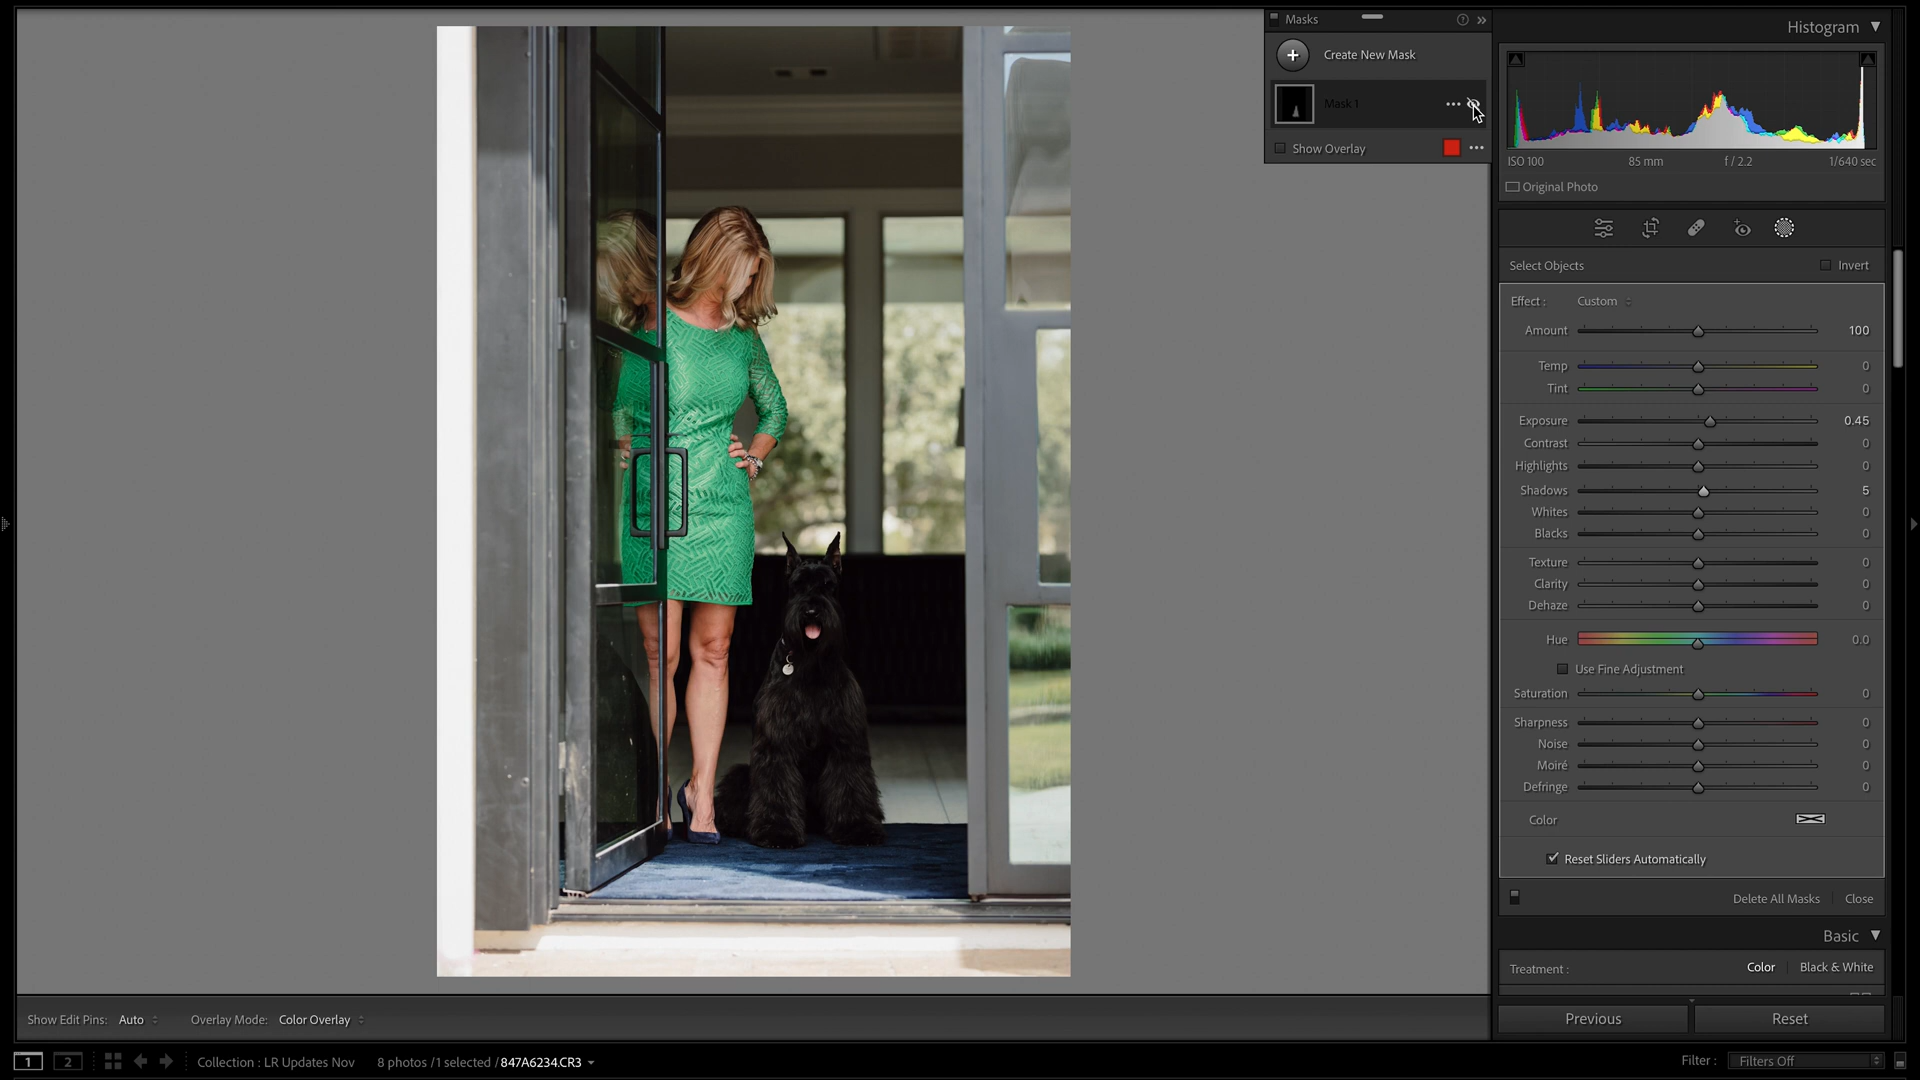 Masks
Create New Mask
Mask 1
Show Overlay
Histogram
ISO 100 85 mm f / 2.2 1/640 sec
Original Photo
Select Objects Invert
Effect : Custom
Amount 100
Temp 0
Tint 0
Exposure 0.45
Contrast 0
Highlights 0
Shadows 5
Whites 0
Blacks 0
Texture 0
Clarity 0
Dehaze 0
Hue 0.0
Use Fine Adjustment
Saturation 0
Sharpness 0
Noise 0
Moiré 0
Defringe 0
Color
Reset Sliders Automatically
Delete All Masks Close
Basic
Treatment : Color Black & White
Previous Reset
Show Edit Pins: Auto Overlay Mode: Color Overlay
1 2 Collection : LR Updates Nov 8 photos /1 selected /847A6234.CR3 Filter : Filters Off